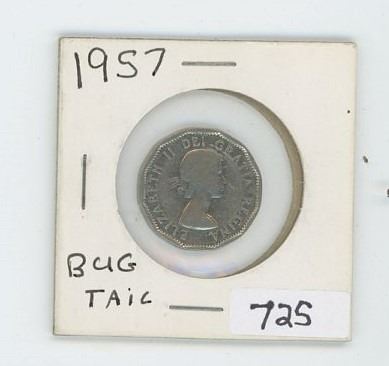 1957
ELIZABETH II DEI GRATIA REGINA
BUG
TAIL
725